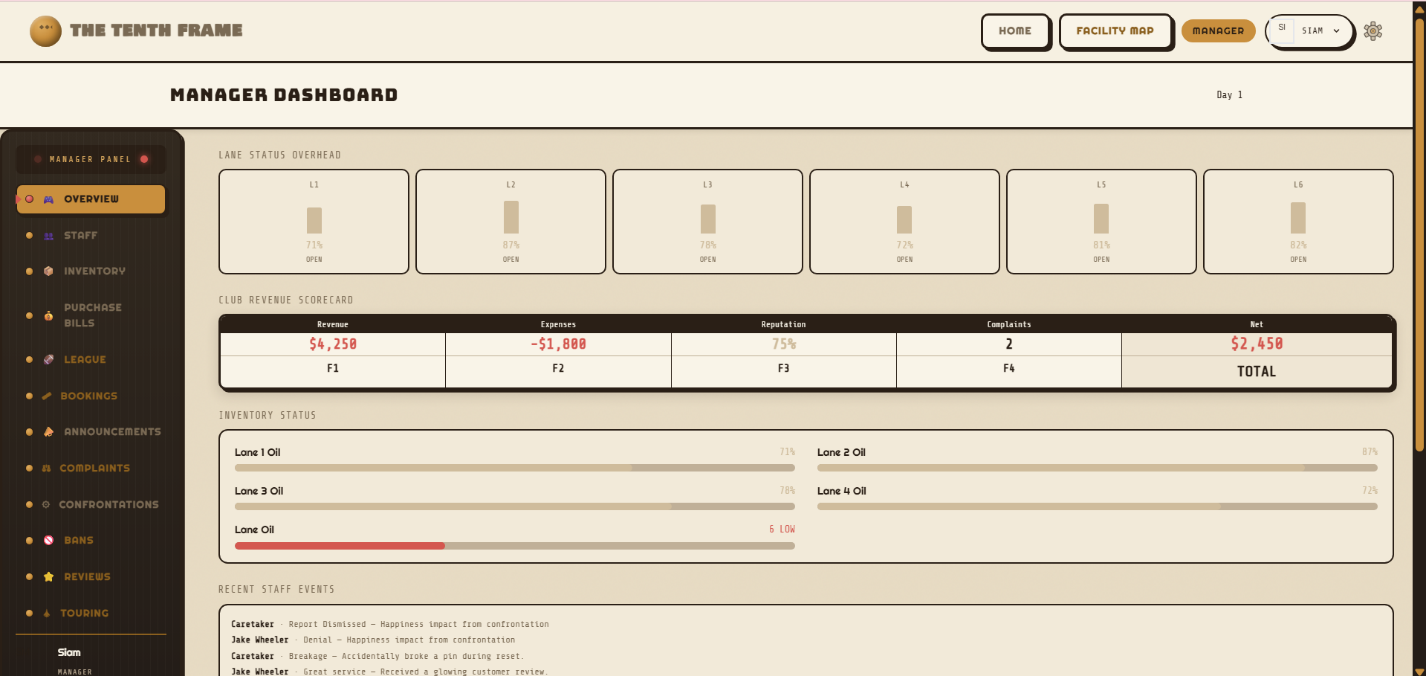 THE TENTH FRAME
HOME
FACILITY MAP
MANAGER
SI
SIAM
MANAGER DASHBOARD
Day 1
MANAGER PANEL
OVERVIEW
STAFF
INVENTORY
PURCHASE
BILLS
LEAGUE
BOOKINGS
ANNOUNCEMENTS
COMPLAINTS
CONFRONTATIONS
BANS
REVIEWS
TOURING
Siam
MANAGER
LANE STATUS OVERHEAD
L1 L2 L3 L4 L5 L6
71% 87% 78% 72% 81% 82%
OPEN OPEN OPEN OPEN OPEN OPEN
CLUB REVENUE SCORECARD
Revenue Expenses Reputation Complaints Net
$4,250 -$1,800 75% 2 $2,450
F1 F2 F3 F4 TOTAL
INVENTORY STATUS
Lane 1 Oil 71% Lane 2 Oil 87%
Lane 3 Oil 78% Lane 4 Oil 72%
Lane Oil 6 LOW
RECENT STAFF EVENTS
Caretaker · Report Dismissed — Happiness impact from confrontation
Jake Wheeler · Denial — Happiness impact from confrontation
Caretaker · Breakage — Accidentally broke a pin during reset.
Jake Wheeler · Great service — Received a glowing customer review.